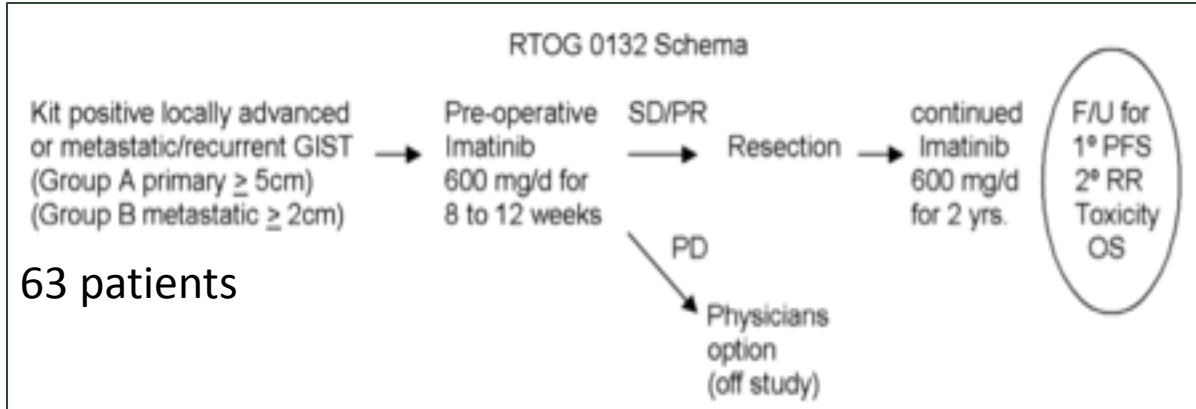 RTOG 0132 Schema
Kit positive locally advanced
or metastatic/recurrent GIST
(Group A primary ≥ 5cm)
(Group B metastatic ≥ 2cm)
63 patients
Pre-operative
Imatinib
600 mg/d for
8 to 12 weeks
SD/PR
Resection
PD
Physicians
option
(off study)
continued
Imatinib
600 mg/d
for 2 yrs.
F/U for
1º PFS
2º RR
Toxicity
OS